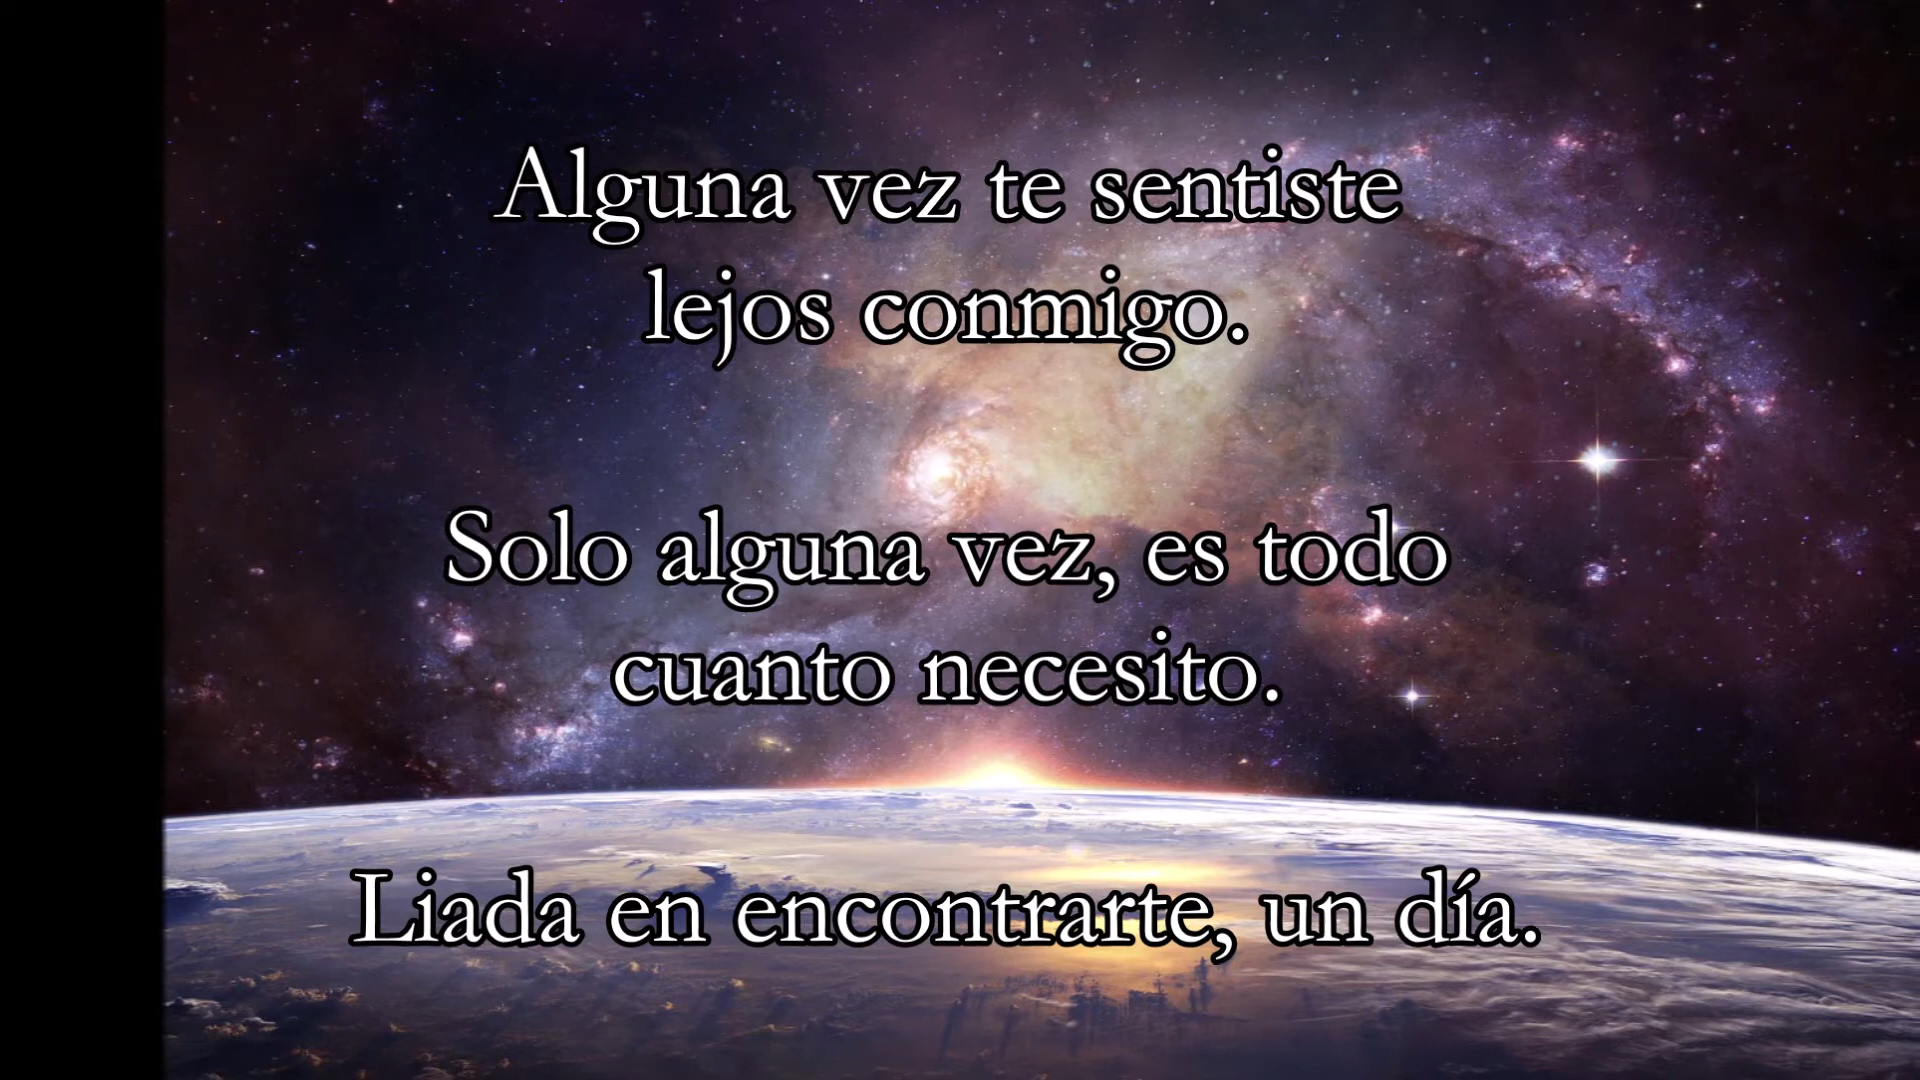 Alguna vez te sentiste
lejos conmigo.
Solo alguna vez, es todo
cuanto necesito.
Liada en encontrarte, un día.